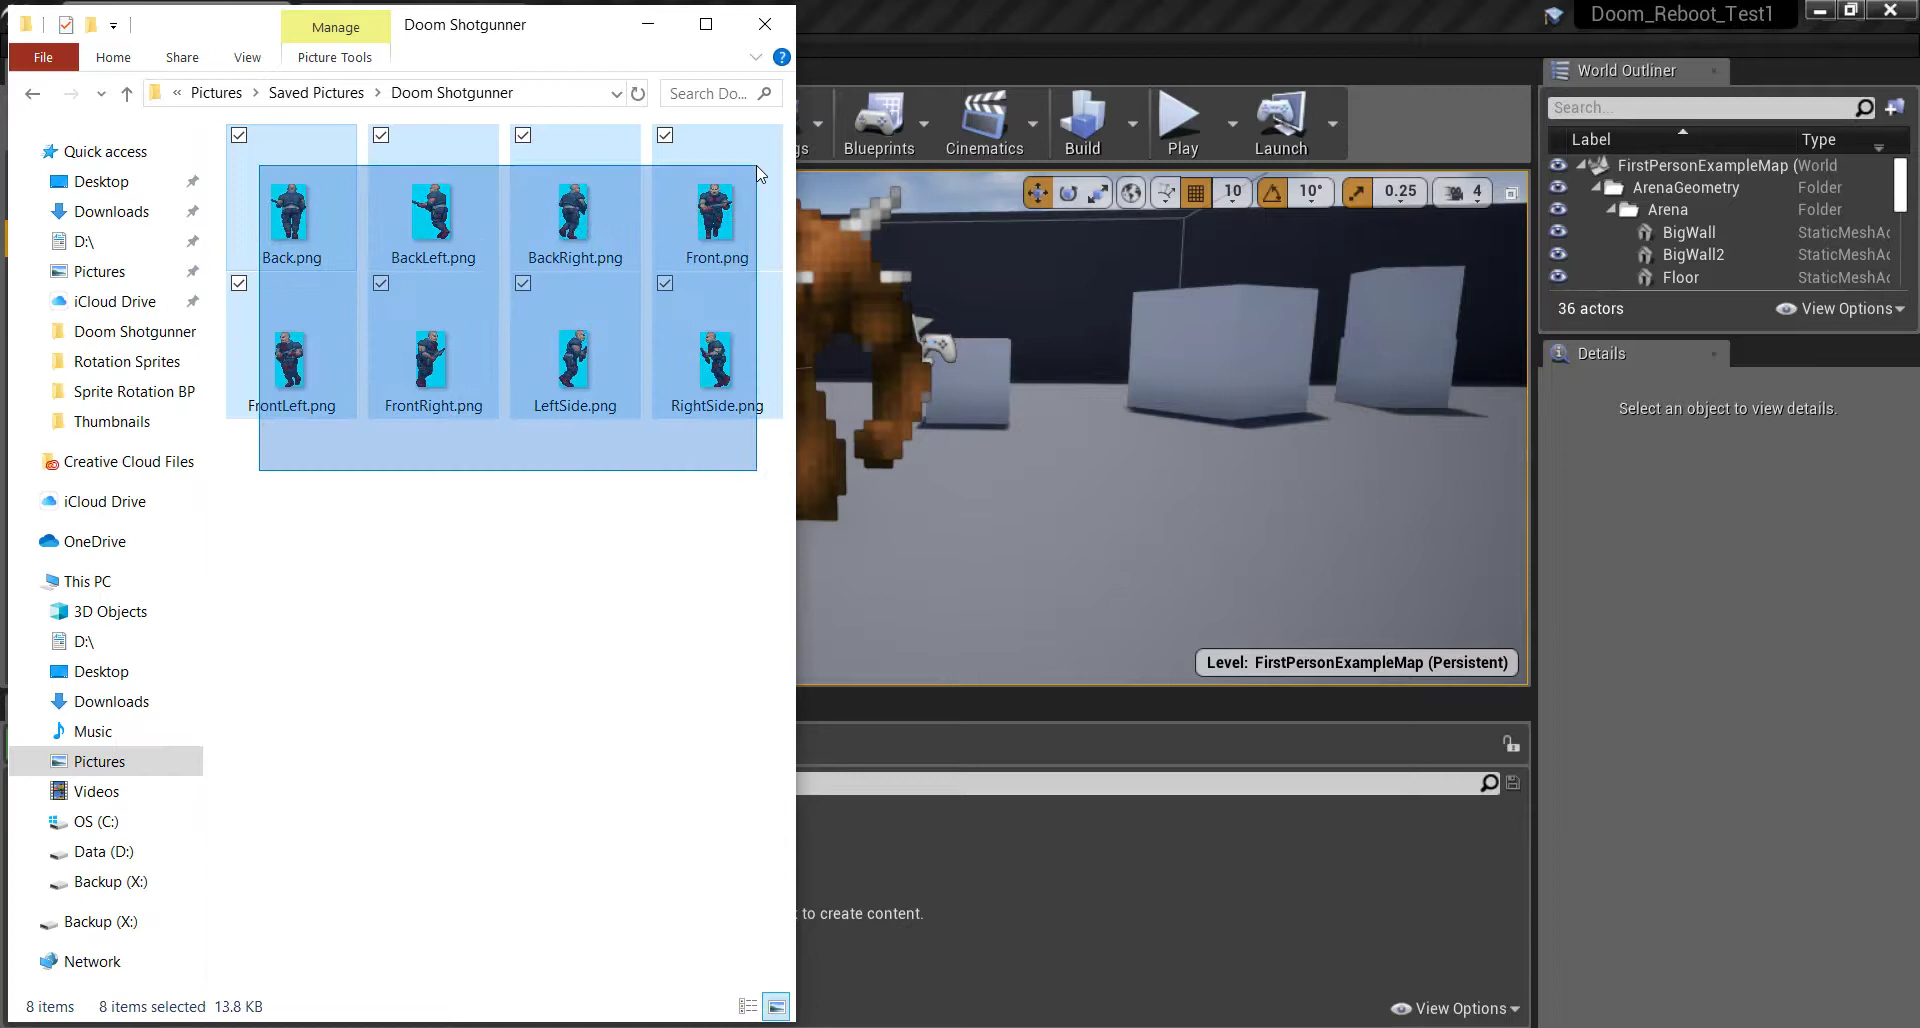 Manage
Doom Shotgunner
File
Home
Share
View
Picture Tools
Pictures
Saved Pictures
Doom Shotgunner
Search Do...
Quick access
Desktop
Downloads
D:\
Pictures
iCloud Drive
Doom Shotgunner
Rotation Sprites
Sprite Rotation BP
Thumbnails
Creative Cloud Files
iCloud Drive
OneDrive
This PC
3D Objects
D:\
Desktop
Downloads
Music
Pictures
Videos
OS (C:)
Data (D:)
Backup (X:)
Backup (X:)
Network
Back.png
BackLeft.png
BackRight.png
Front.png
FrontLeft.png
FrontRight.png
LeftSide.png
RightSide.png
8 items
8 items selected 13.8 KB
Doom_Reboot_Test1
gs
Blueprints
Cinematics
Build
Play
Launch
10
10°
0.25
4
Level: FirstPersonExampleMap (Persistent)
t to create content.
View Options
World Outliner
Search...
Label
Type
FirstPersonExampleMap (World
ArenaGeometry Folder
Arena Folder
BigWall StaticMeshAc
BigWall2 StaticMeshAc
Floor StaticMeshAc
36 actors
View Options
Details
Select an object to view details.